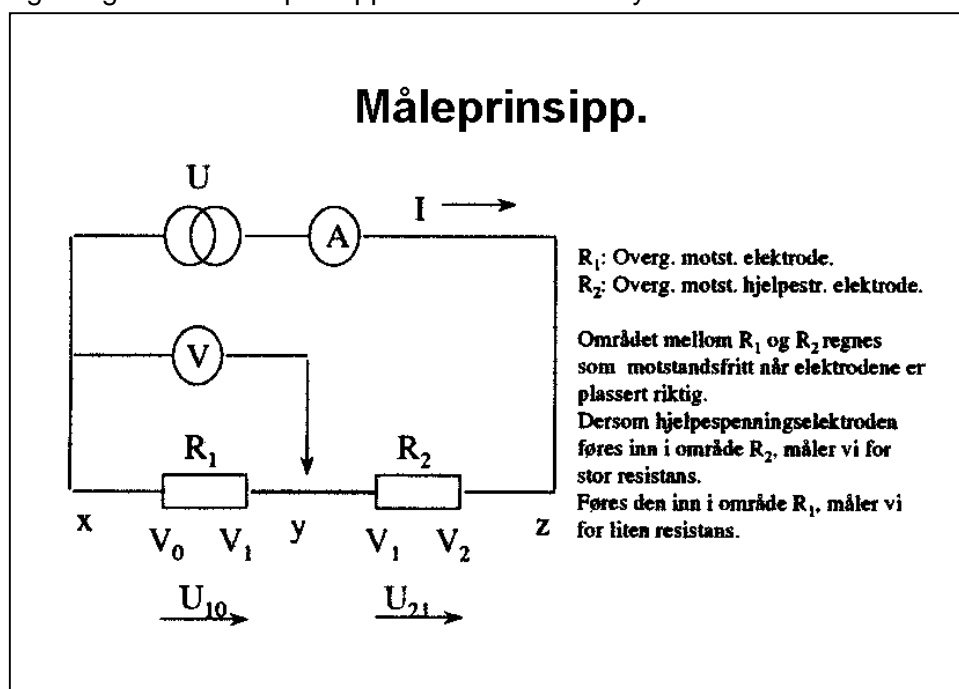 Måleprinsipp.
U
I
A
V
R₁
R₂
x
y
z
V₀
V₁
V₁
V₂
U₁₀
U₂₁
R₁: Overg. motst. elektrode.
R₂: Overg. motst. hjelpestr. elektrode.
Området mellom R₁ og R₂ regnes
som motstandsfritt når elektrodene er
plassert riktig.
Dersom hjelpespenningselektroden
føres inn i område R₂, måler vi for
stor resistans.
Føres den inn i område R₁, måler vi
for liten resistans.